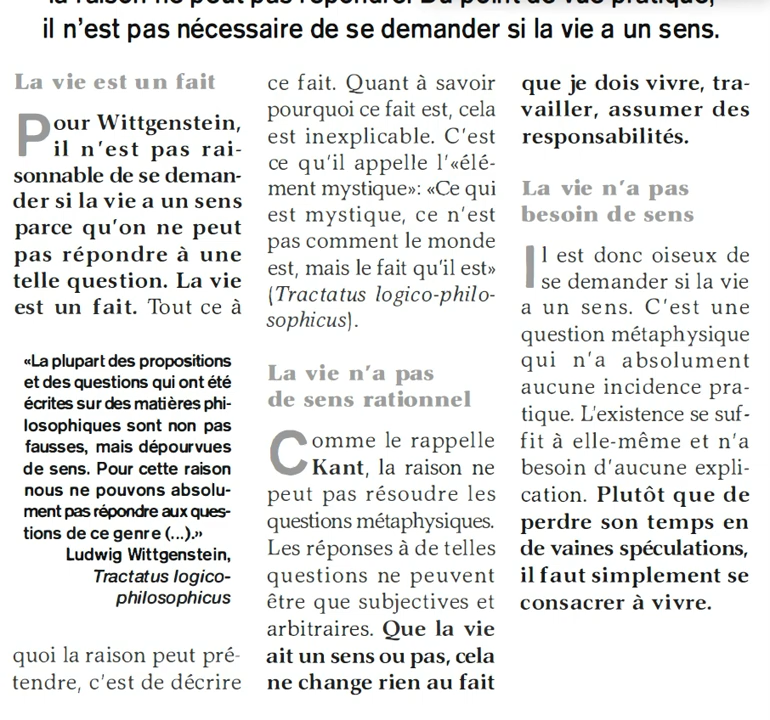 la raison ne peut pas répondre. Du point de vue pratique,
il n'est pas nécessaire de se demander si la vie a un sens.
La vie est un fait
Pour Wittgenstein,
il n'est pas rai-
sonnable de se deman-
der si la vie a un sens
parce qu'on ne peut
pas répondre à une
telle question. La vie
est un fait. Tout ce à
«La plupart des propositions
et des questions qui ont été
écrites sur des matières phi-
losophiques sont non pas
fausses, mais dépourvues
de sens. Pour cette raison
nous ne pouvons absolu-
ment pas répondre aux ques-
tions de ce genre (...).»
Ludwig Wittgenstein,
Tractatus logico-
philosophicus
quoi la raison peut pré-
tendre, c'est de décrire
ce fait. Quant à savoir
pourquoi ce fait est, cela
est inexplicable. C'est
ce qu'il appelle l'«élé-
ment mystique»: «Ce qui
est mystique, ce n'est
pas comment le monde
est, mais le fait qu'il est»
(Tractatus logico-philo-
sophicus).
La vie n'a pas
de sens rationnel
Comme le rappelle
Kant, la raison ne
peut pas résoudre les
questions métaphysiques.
Les réponses à de telles
questions ne peuvent
être que subjectives et
arbitraires. Que la vie
ait un sens ou pas, cela
ne change rien au fait
que je dois vivre, tra-
vailler, assumer des
responsabilités.
La vie n'a pas
besoin de sens
Il est donc oiseux de
se demander si la vie
a un sens. C'est une
question métaphysique
qui n'a absolument
aucune incidence pra-
tique. L'existence se suf-
fit à elle-même et n'a
besoin d'aucune expli-
cation. Plutôt que de
perdre son temps en
de vaines spéculations,
il faut simplement se
consacrer à vivre.